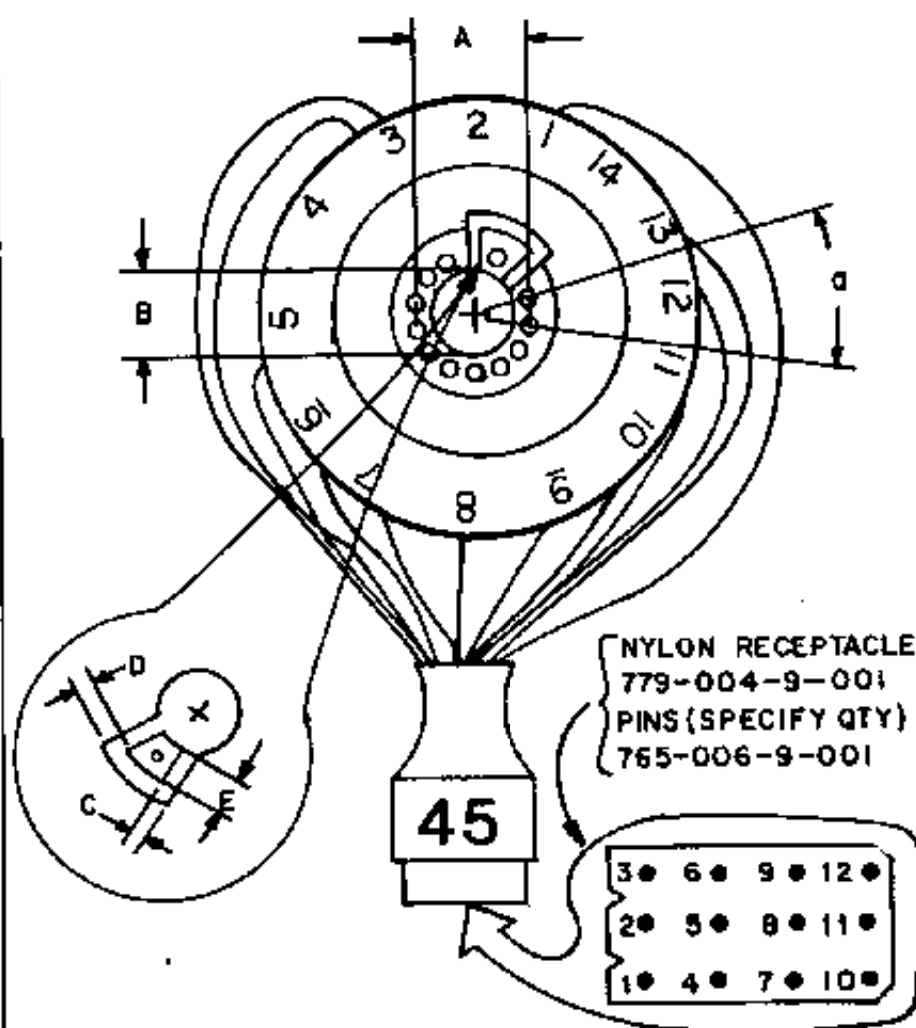 A
3 2 1
14
4
13
B
5
12
a
11
6
10
7
8
9
NYLON RECEPTACLE
779-004-9-001
PINS (SPECIFY QTY)
765-006-9-001
D
C
E
45
3 6 9 12
2 5 8 11
1 4 7 10